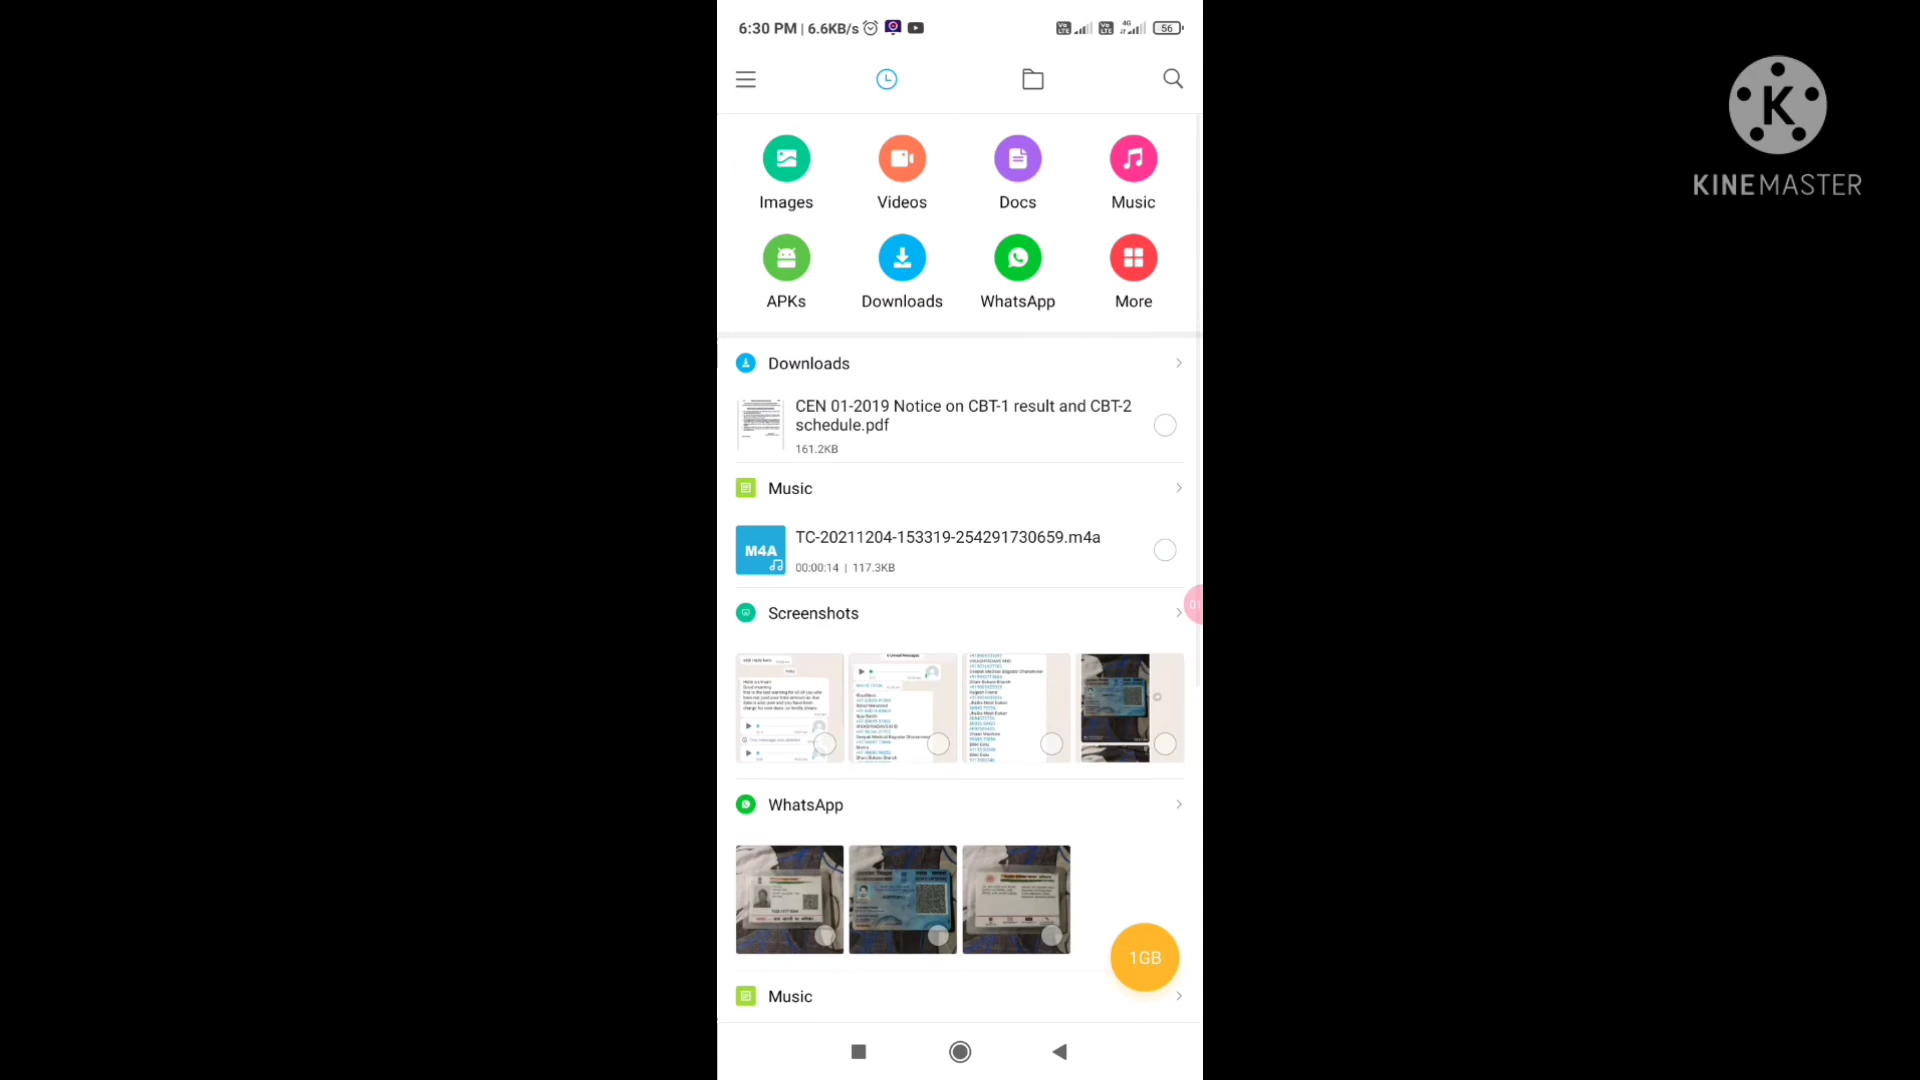 6:30 PM | 6.6KB/s
4G
56
KINEMASTER
Images
Videos
Docs
Music
APKs
Downloads
WhatsApp
More
Downloads
CEN 01-2019 Notice on CBT-1 result and CBT-2
schedule.pdf
161.2KB
Music
M4A
TC-20211204-153319-254291730659.m4a
00:00:14 | 117.3KB
01
Screenshots
WhatsApp
1GB
Music